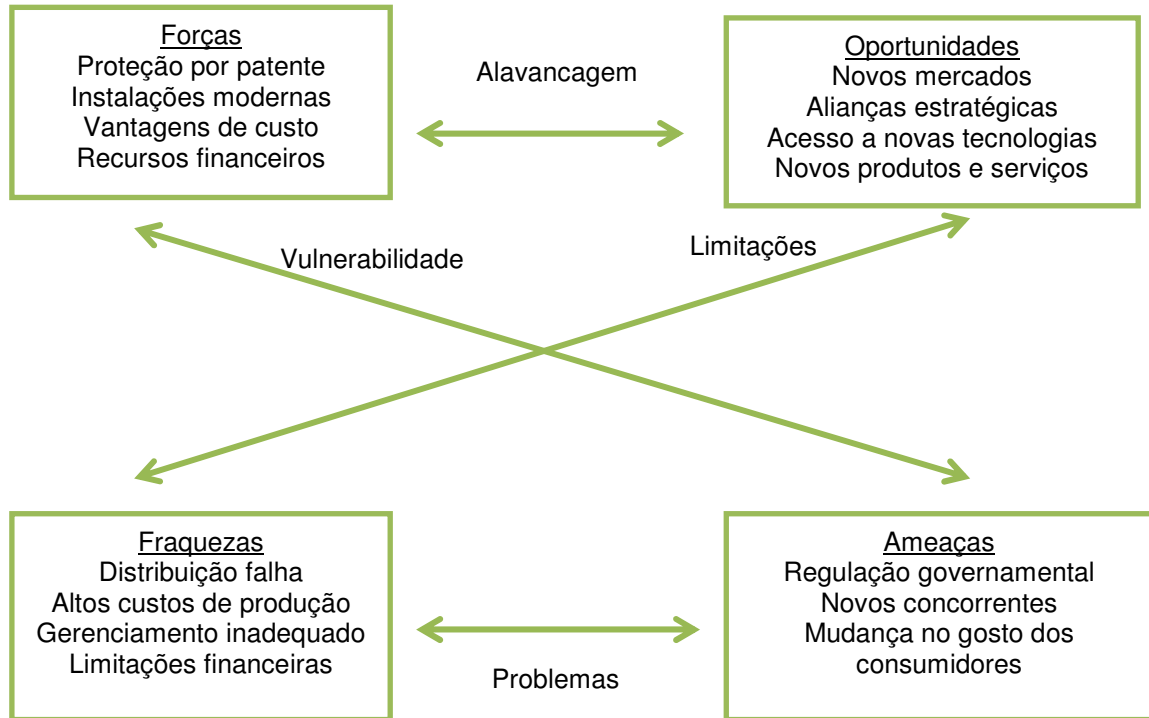 Forças
Proteção por patente
Instalações modernas
Vantagens de custo
Recursos financeiros
Alavancagem
Oportunidades
Novos mercados
Alianças estratégicas
Acesso a novas tecnologias
Novos produtos e serviços
Vulnerabilidade
Limitações
Fraquezas
Distribuição falha
Altos custos de produção
Gerenciamento inadequado
Limitações financeiras
Problemas
Ameaças
Regulação governamental
Novos concorrentes
Mudança no gosto dos
consumidores